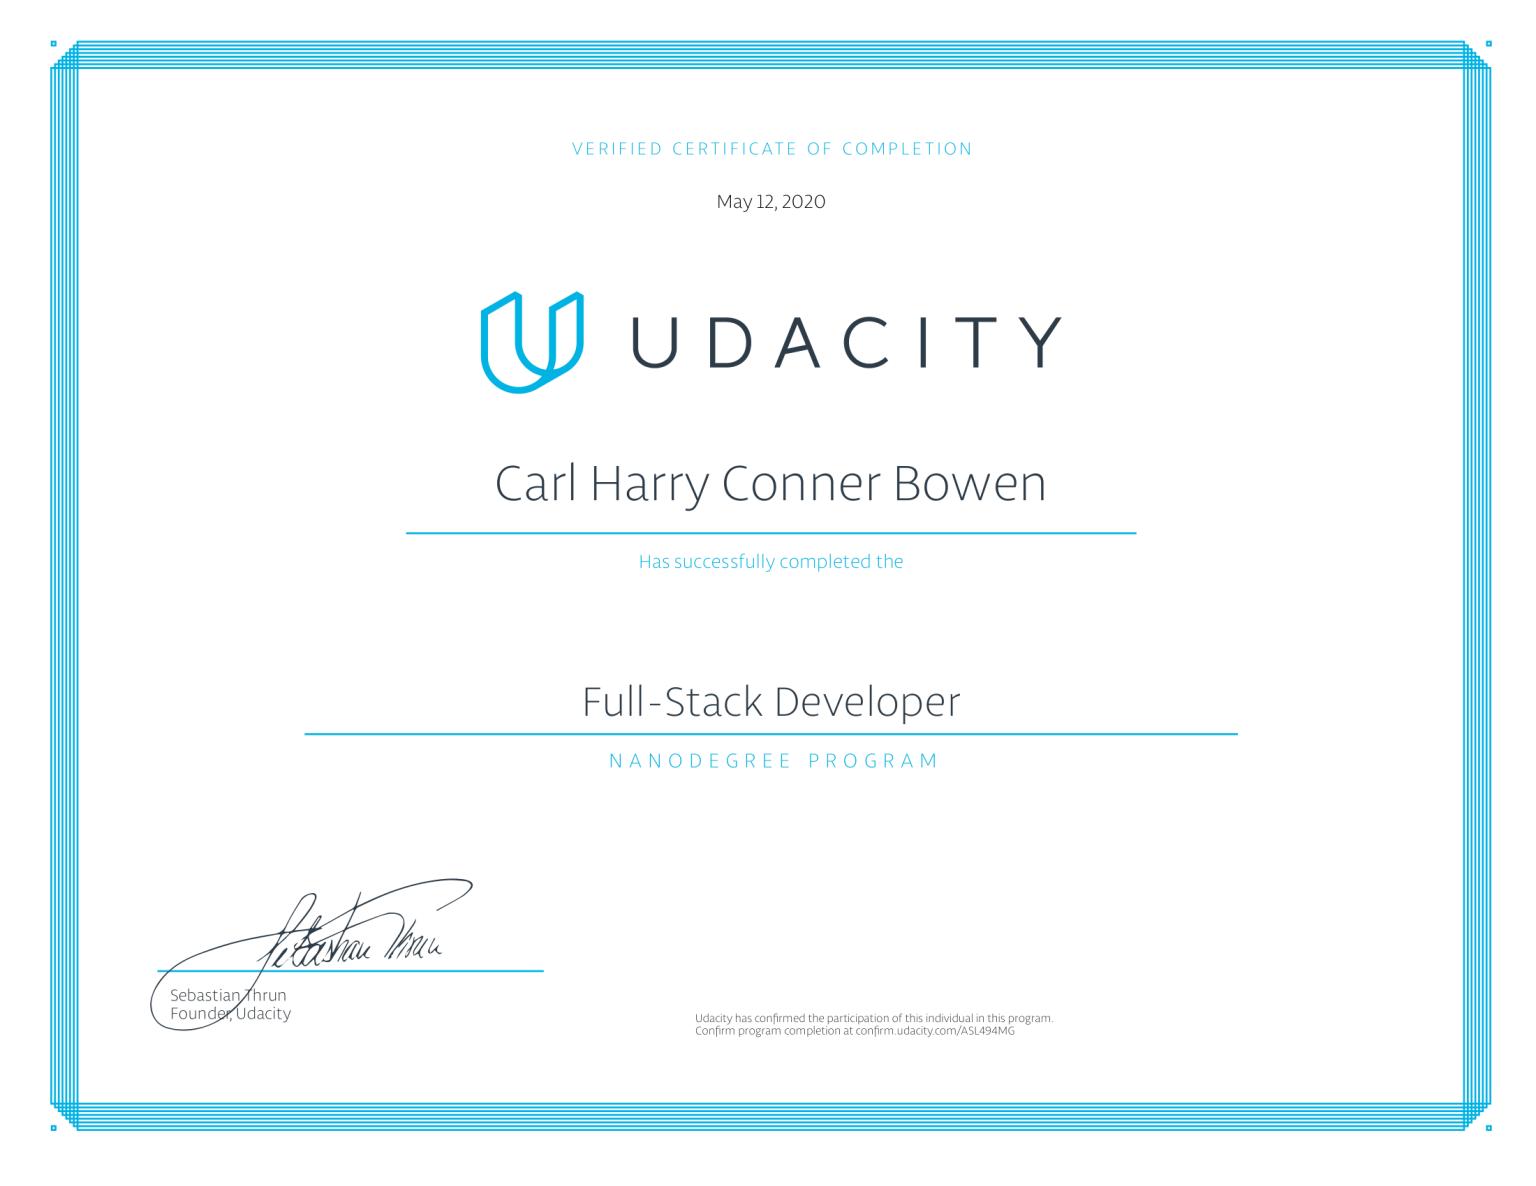 VERIFIED CERTIFICATE OF COMPLETION
May 12, 2020
UDACITY
Carl Harry Conner Bowen
Has successfully completed the
Full-Stack Developer
NANODEGREE PROGRAM
Sebastian Thrun
Sebastian Thrun
Founder, Udacity
Udacity has confirmed the participation of this individual in this program.
Confirm program completion at confirm.udacity.com/ASL494MG